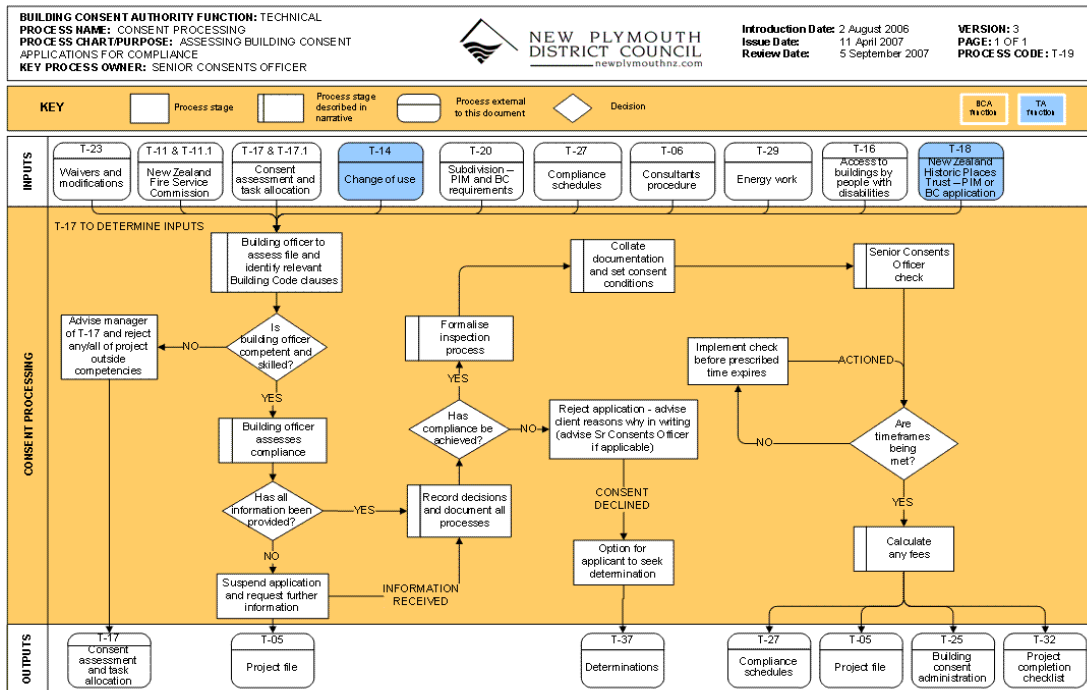 BUILDING CONSENT AUTHORITY FUNCTION: TECHNICAL
PROCESS NAME: CONSENT PROCESSING
PROCESS CHART/PURPOSE: ASSESSING BUILDING CONSENT
APPLICATIONS FOR COMPLIANCE
KEY PROCESS OWNER: SENIOR CONSENTS OFFICER
NEW PLYMOUTH
DISTRICT COUNCIL
newplymouthnz.com
Introduction Date: 2 August 2006
Issue Date: 11 April 2007
Review Date: 5 September 2007
VERSION: 3
PAGE: 1 OF 1
PROCESS CODE: T-19
KEY
Process stage
Process stage
described in
narrative
Process external
to this document
Decision
BCA
function
TA
function
INPUTS
T-23
Waivers and
modifications
T-11 & T-11.1
New Zealand
Fire Service
Commission
T-17 & T-17.1
Consent
assessment and
task allocation
T-14
Change of use
T-20
Subdivision –
PIM and BC
requirements
T-27
Compliance
schedules
T-06
Consultants
procedure
T-29
Energy work
T-16
Access to
buildings by
people with
disabilities
T-18
New Zealand
Historic Places
Trust – PIM or
BC application
CONSENT PROCESSING
T-17 TO DETERMINE INPUTS
Building officer to
assess file and
identify relevant
Building Code clauses
Collate
documentation
and set consent
conditions
Senior Consents
Officer
check
Advise manager
of T-17 and reject
any/all of project
outside
competencies
NO
Is
building officer
competent and
skilled?
YES
Formalise
inspection
process
YES
Implement check
before prescribed
time expires
ACTIONED
Building officer
assesses
compliance
Has
compliance be
achieved?
NO
Reject application - advise
client reasons why in writing
(advise Sr Consents Officer
if applicable)
NO
Are
timeframes
being
met?
Has all
information been
provided?
YES
Record decisions
and document all
processes
CONSENT
DECLINED
YES
NO
Option for
applicant to seek
determination
Calculate
any fees
Suspend application
and request further
information
INFORMATION
RECEIVED
OUTPUTS
T-17
Consent
assessment
and task
allocation
T-05
Project file
T-37
Determinations
T-27
Compliance
schedules
T-05
Project file
T-25
Building
consent
administration
T-32
Project
completion
checklist